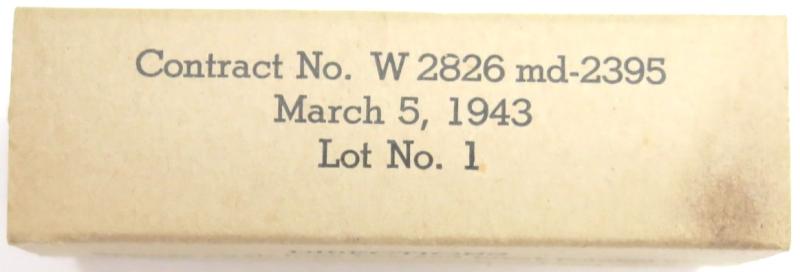 Contract No. W 2826 md-2395
March 5, 1943
Lot No. 1